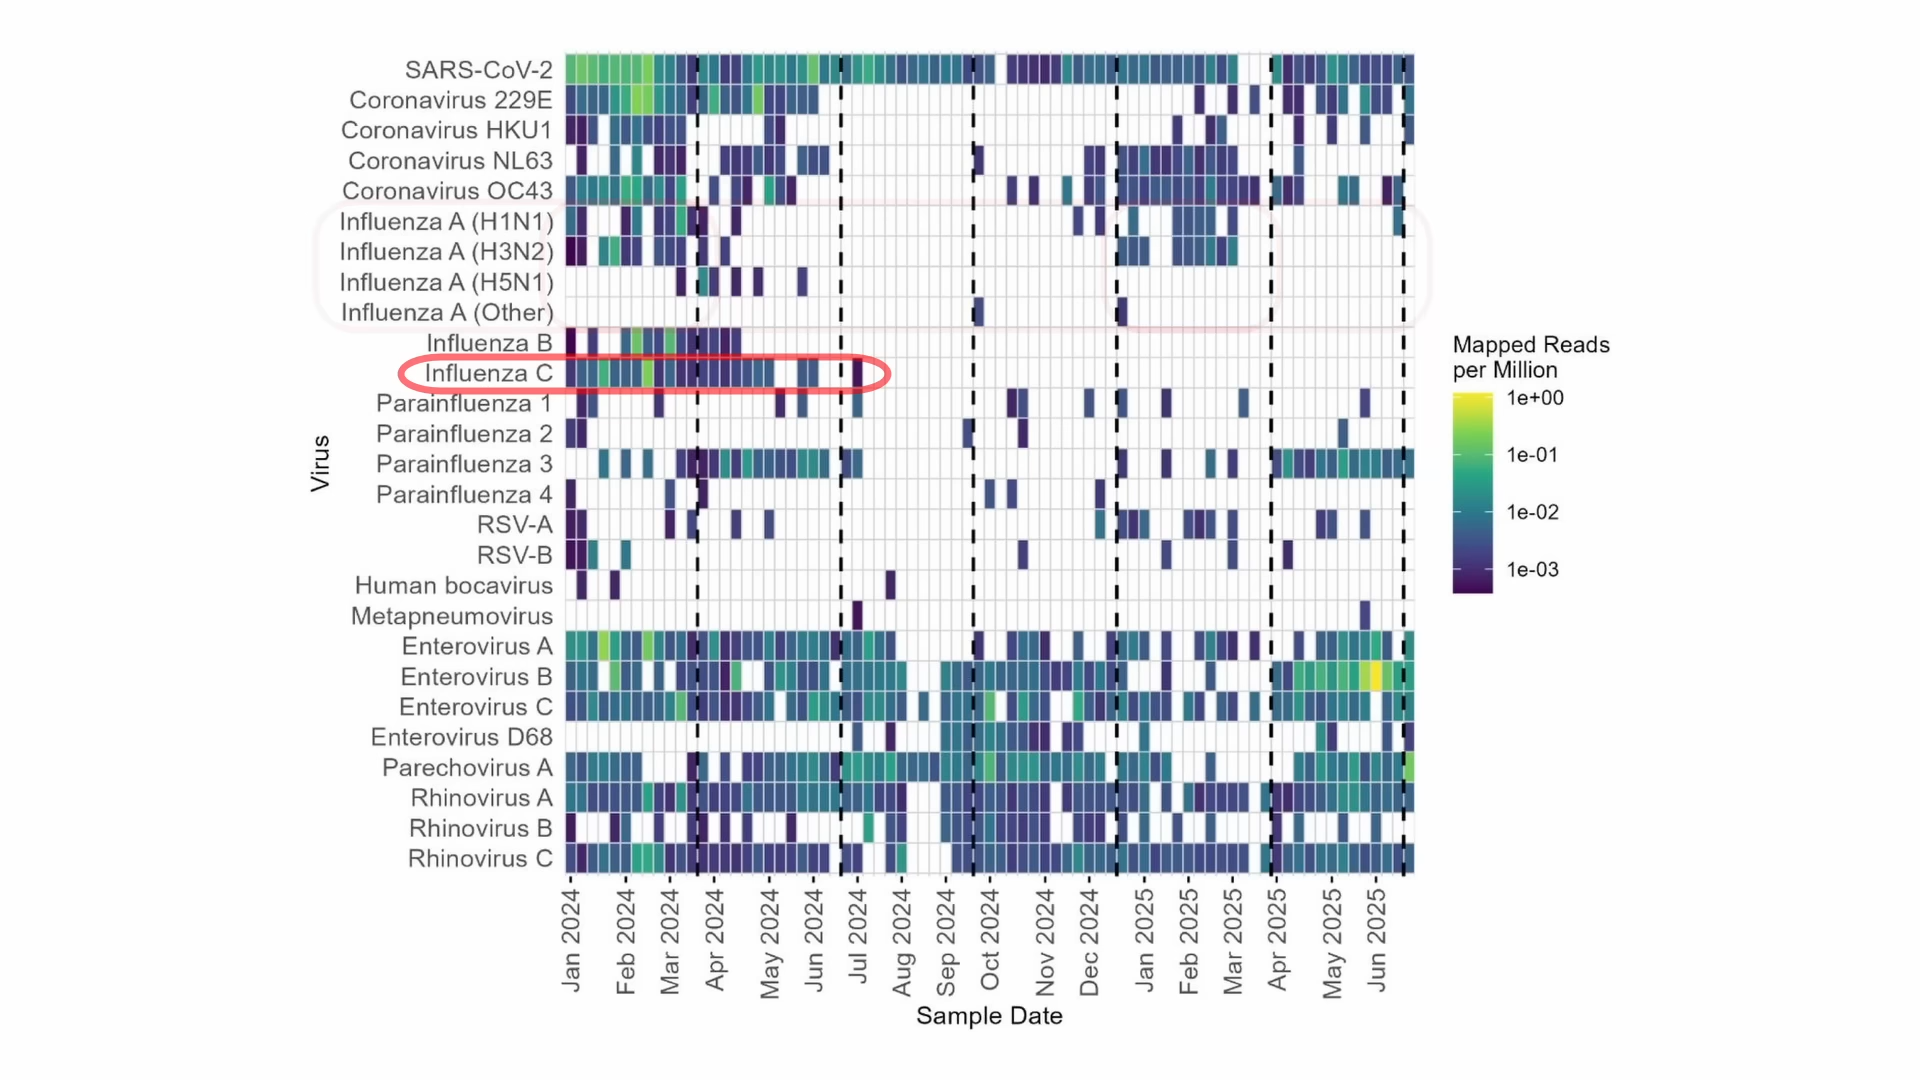 SARS-CoV-2
Coronavirus 229E
Coronavirus HKU1
Coronavirus NL63
Coronavirus OC43
Influenza A (H1N1)
Influenza A (H3N2)
Influenza A (H5N1)
Influenza A (Other)
Influenza B
Influenza C
Parainfluenza 1
Parainfluenza 2
Parainfluenza 3
Parainfluenza 4
RSV-A
RSV-B
Human bocavirus
Metapneumovirus
Enterovirus A
Enterovirus B
Enterovirus C
Enterovirus D68
Parechovirus A
Rhinovirus A
Rhinovirus B
Rhinovirus C
Virus
Jan 2024
Feb 2024
Mar 2024
Apr 2024
May 2024
Jun 2024
Jul 2024
Aug 2024
Sep 2024
Oct 2024
Nov 2024
Dec 2024
Jan 2025
Feb 2025
Mar 2025
Apr 2025
May 2025
Jun 2025
Sample Date
Mapped Reads
per Million
1e+00
1e-01
1e-02
1e-03